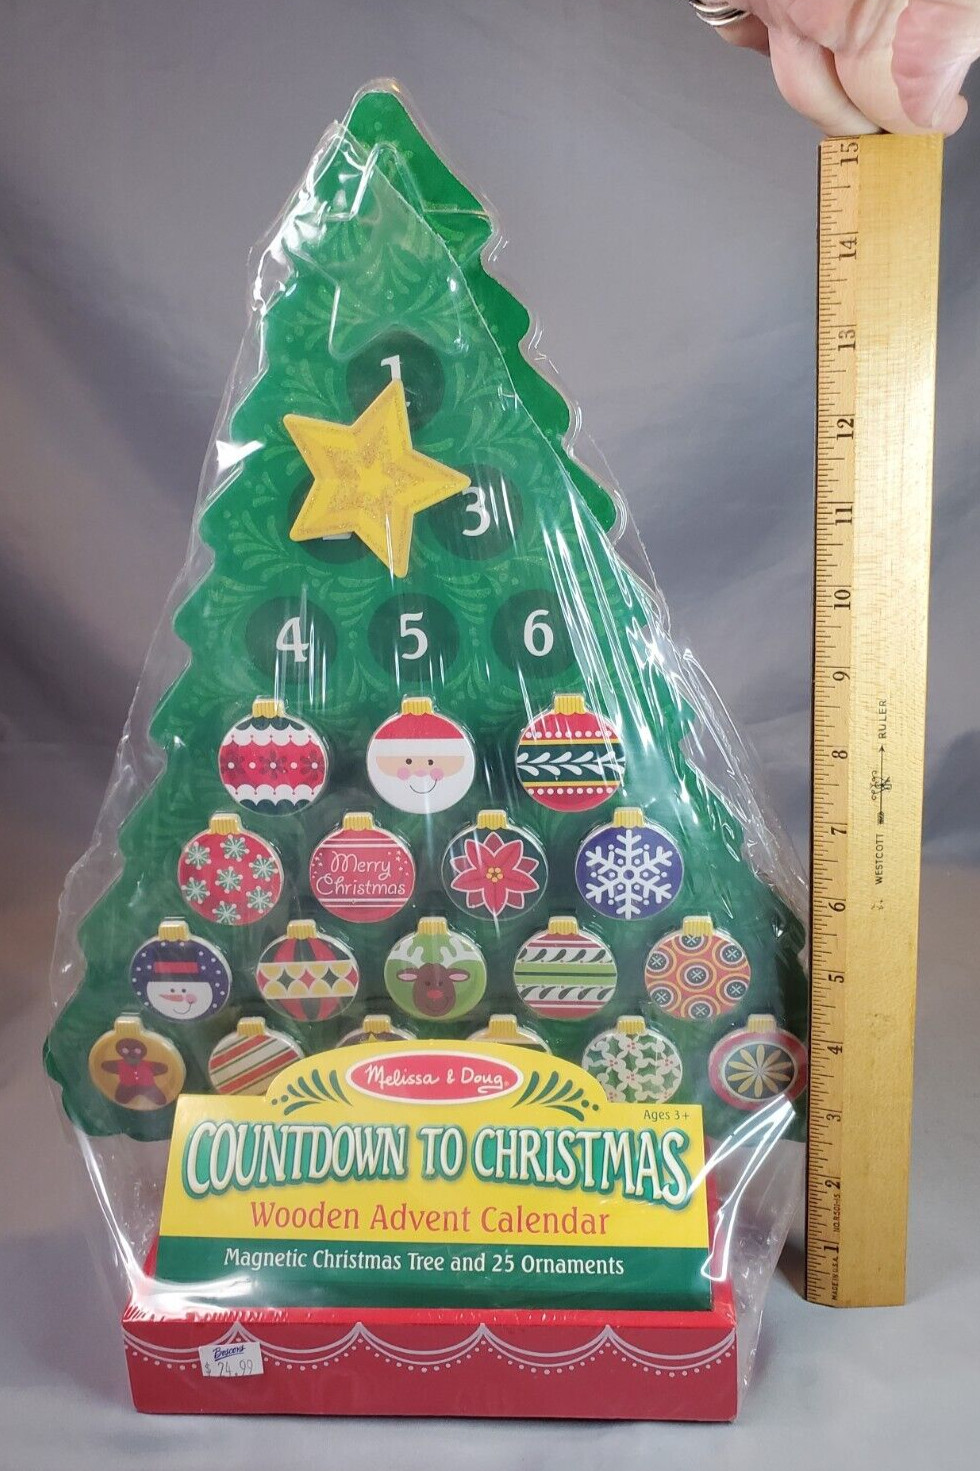 1
3
4 5 6
Merry
Christmas
Melissa & Doug
Ages 3+
COUNTDOWN TO CHRISTMAS
Wooden Advent Calendar
Magnetic Christmas Tree and 25 Ornaments
$ 24.99
15
14
13
12
11
10
9
8
7
6
5
4
3
2
1
WESTCOTT RULER
MADE IN U.S.A.